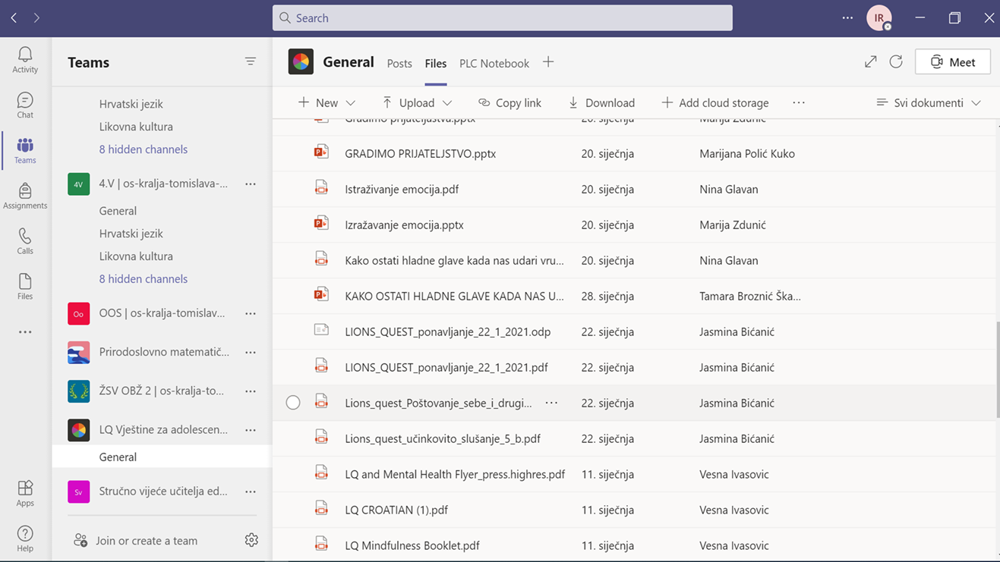 Search
IR
Activity
Chat
Teams
Assignments
Calls
Files
Apps
Help
Teams
Hrvatski jezik
Likovna kultura
8 hidden channels
4V
4.V | os-kralja-tomislava-...
General
Hrvatski jezik
Likovna kultura
8 hidden channels
Oo
OOS | os-kralja-tomislav...
Prirodoslovno matematič...
ŽSV OBŽ 2 | os-kralja-to...
LQ Vještine za adolescen...
General
Sv
Stručno vijeće učitelja ed...
Join or create a team
General Posts Files PLC Notebook
Meet
New Upload Copy link Download Add cloud storage ... Svi dokumenti
Gradimo prijateljstva.pptx 20. siječnja Marija Zdunić
GRADIMO PRIJATELJSTVO.pptx 20. siječnja Marijana Polić Kuko
Istraživanje emocija.pdf 20. siječnja Nina Glavan
Izražavanje emocija.pptx 20. siječnja Marija Zdunić
Kako ostati hladne glave kada nas udari vru... 20. siječnja Nina Glavan
KAKO OSTATI HLADNE GLAVE KADA NAS U... 28. siječnja Tamara Broznić Ška...
LIONS_QUEST_ponavljanje_22_1_2021.odp 22. siječnja Jasmina Bićanić
LIONS_QUEST_ponavljanje_22_1_2021.pdf 22. siječnja Jasmina Bićanić
Lions_quest_Poštovanje_sebe_i_drugi... 22. siječnja Jasmina Bićanić
Lions_quest_učinkovito_slušanje_5_b.pdf 22. siječnja Jasmina Bićanić
LQ and Mental Health Flyer_press.highres.pdf 11. siječnja Vesna Ivasovic
LQ CROATIAN (1).pdf 11. siječnja Vesna Ivasovic
LQ Mindfulness Booklet.pdf 11. siječnja Vesna Ivasovic